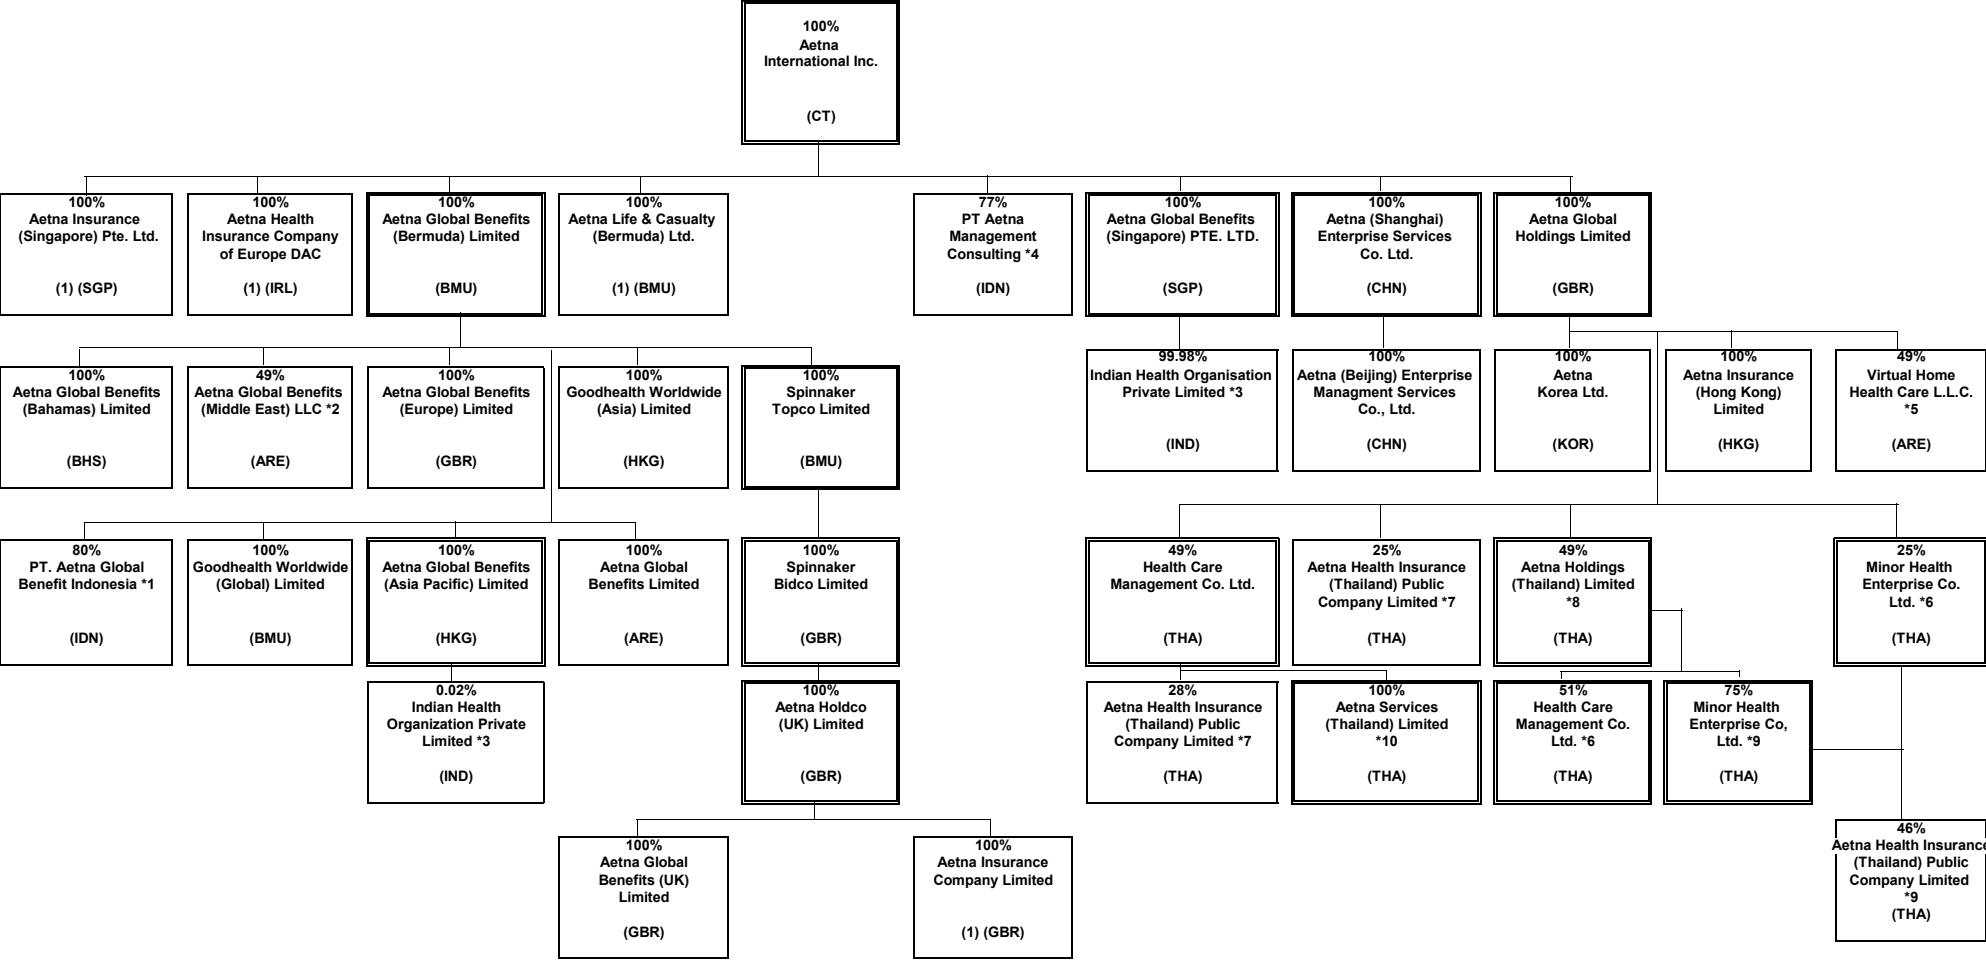 100%
Aetna
International Inc.
(CT)
100%
Aetna Insurance
(Singapore) Pte. Ltd.
(1) (SGP)
100%
Aetna Health
Insurance Company
of Europe DAC
(1) (IRL)
100%
Aetna Global Benefits
(Bermuda) Limited
(BMU)
100%
Aetna Life & Casualty
(Bermuda) Ltd.
(1) (BMU)
77%
PT Aetna
Management
Consulting *4
(IDN)
100%
Aetna Global Benefits
(Singapore) PTE. LTD.
(SGP)
100%
Aetna (Shanghai)
Enterprise Services
Co. Ltd.
(CHN)
100%
Aetna Global
Holdings Limited
(GBR)
100%
Aetna Global Benefits
(Bahamas) Limited
(BHS)
49%
Aetna Global Benefits
(Middle East) LLC *2
(ARE)
100%
Aetna Global Benefits
(Europe) Limited
(GBR)
100%
Goodhealth Worldwide
(Asia) Limited
(HKG)
100%
Spinnaker
Topco Limited
(BMU)
99.98%
Indian Health Organisation
Private Limited *3
(IND)
100%
Aetna (Beijing) Enterprise
Managment Services
Co., Ltd.
(CHN)
100%
Aetna
Korea Ltd.
(KOR)
100%
Aetna Insurance
(Hong Kong)
Limited
(HKG)
49%
Virtual Home
Health Care L.L.C.
*5
(ARE)
80%
PT. Aetna Global
Benefit Indonesia *1
(IDN)
100%
Goodhealth Worldwide
(Global) Limited
(BMU)
100%
Aetna Global Benefits
(Asia Pacific) Limited
(HKG)
100%
Aetna Global
Benefits Limited
(ARE)
100%
Spinnaker
Bidco Limited
(GBR)
49%
Health Care
Management Co. Ltd.
(THA)
25%
Aetna Health Insurance
(Thailand) Public
Company Limited *7
(THA)
49%
Aetna Holdings
(Thailand) Limited
*8
(THA)
25%
Minor Health
Enterprise Co.
Ltd. *6
(THA)
0.02%
Indian Health
Organization Private
Limited *3
(IND)
100%
Aetna Holdco
(UK) Limited
(GBR)
28%
Aetna Health Insurance
(Thailand) Public
Company Limited *7
(THA)
100%
Aetna Services
(Thailand) Limited
*10
(THA)
51%
Health Care
Management Co.
Ltd. *6
(THA)
75%
Minor Health
Enterprise Co,
Ltd. *9
(THA)
100%
Aetna Global
Benefits (UK)
Limited
(GBR)
100%
Aetna Insurance
Company Limited
(1) (GBR)
46%
Aetna Health Insurance
(Thailand) Public
Company Limited
*9
(THA)